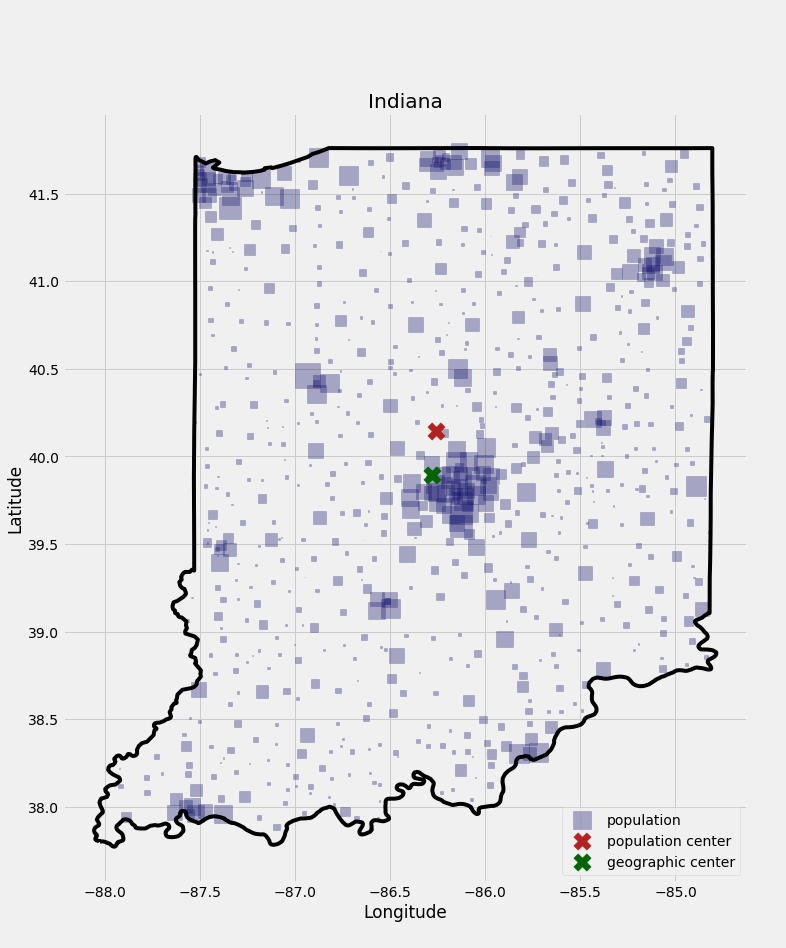 Indiana
41.5
41.0
40.5
40.0
39.5
39.0
38.5
38.0
Latitude
−88.0 −87.5 −87.0 −86.5 −86.0 −85.5 −85.0
Longitude
population
population center
geographic center